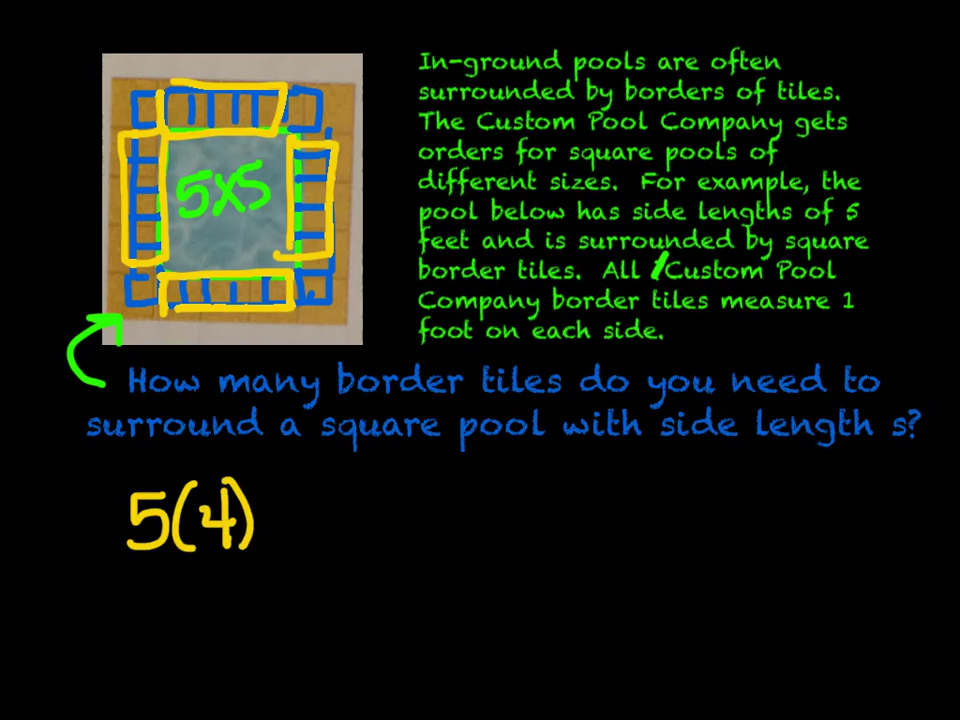 In-ground pools are often
surrounded by borders of tiles.
The Custom Pool Company gets
orders for square pools of
different sizes. For example, the
pool below has side lengths of 5
feet and is surrounded by square
border tiles. All Custom Pool
Company border tiles measure 1
foot on each side.
5x5
How many border tiles do you need to
surround a square pool with side length s?
5(4)